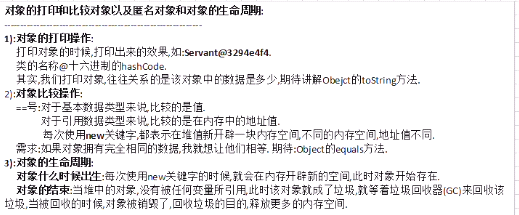 对象的打印和比较对象以及匿名对象和对象的生命周期:
----------------------------------------------------
1):对象的打印操作:
打印对象的时候,打印出来的效果,如:Servant@3294e4f4.
类的名称@十六进制的hashCode.
其实,我们打印对象,往往关系的是该对象中的数据是多少,期待讲解Obejct的toString方法.
2):对象比较操作:
==号:对于基本数据类型来说,比较的是值.
对于引用数据类型来说,比较的是在内存中的地址值.
每次使用new关键字,都表示在堆值新开辟一块内存空间,不同的内存空间,地址值不同.
需求:如果对象拥有完全相同的数据,我就想让他们相等. 期待:Object的equals方法.
3):对象的生命周期:
对象什么时候出生:每次使用new关键字的时候,就会在内存开辟新的空间,此时对象开始存在.
对象的结束:当堆中的对象,没有被任何变量所引用,此时该对象就成了垃圾,就等着垃圾回收器(GC)来回收该
垃圾,当被回收的时候,对象被销毁了,回收垃圾的目的,释放更多的内存空间.